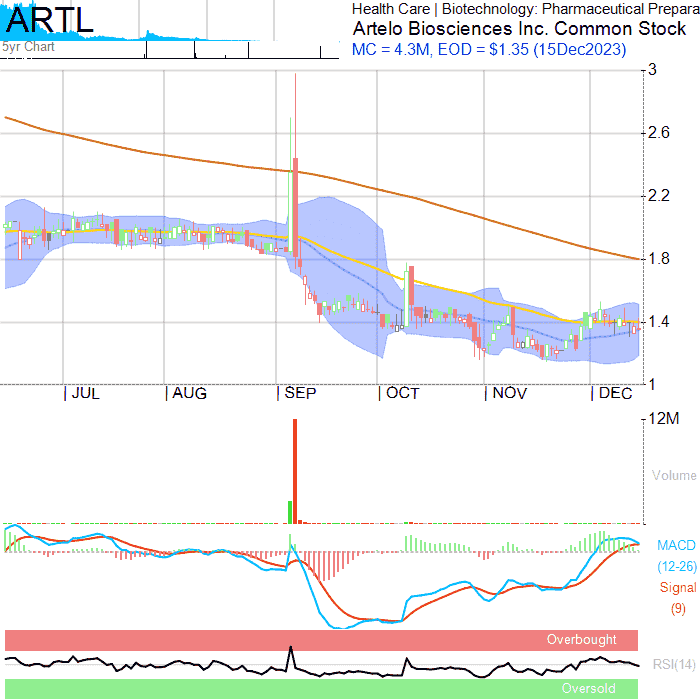 ARTL
Health Care | Biotechnology: Pharmaceutical Prepara
Artelo Biosciences Inc. Common Stock
5yr Chart
MC = 4.3M, EOD = $1.35 (15Dec2023)
3
2.6
2.2
1.8
1.4
1
JUL AUG SEP OCT NOV DEC
12M
Volume
MACD
(12-26)
Signal
(9)
Overbought
RSI(14)
Oversold